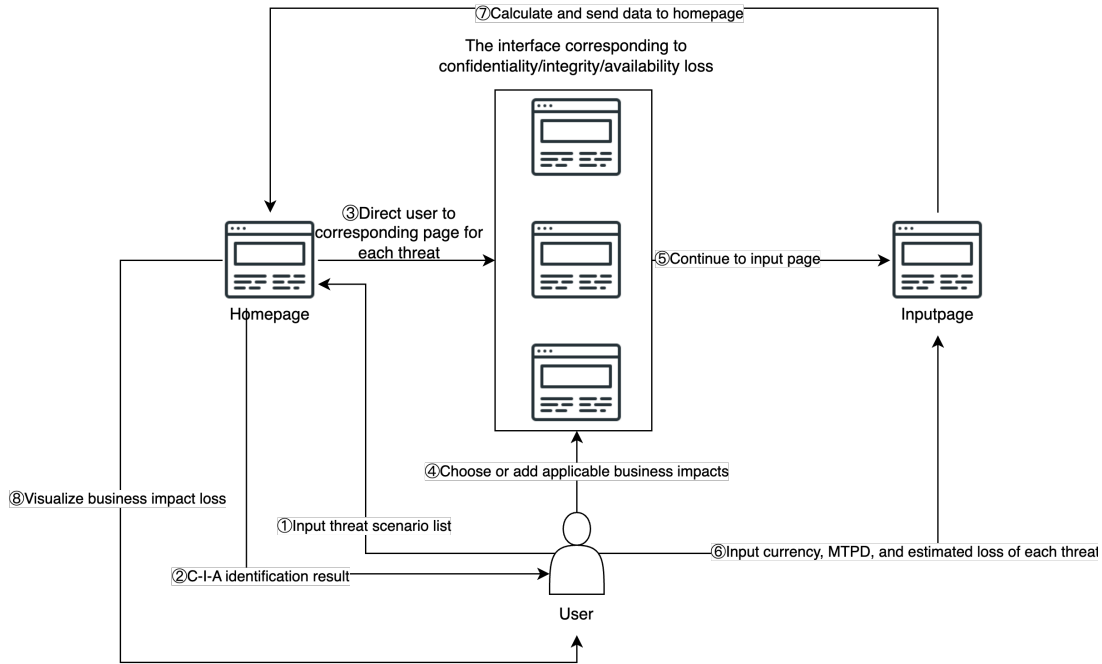 ⑦Calculate and send data to homepage
The interface corresponding to
confidentiality/integrity/availability loss
③Direct user to
corresponding page for
each threat
⑤Continue to input page
Homepage
Inputpage
④Choose or add applicable business impacts
⑧Visualize business impact loss
①Input threat scenario list
⑥Input currency, MTPD, and estimated loss of each threat
②C-I-A identification result
User